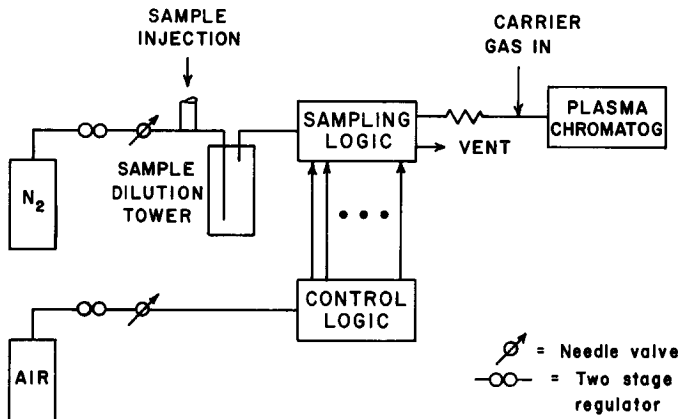 SAMPLE
INJECTION
CARRIER
GAS IN
SAMPLING
LOGIC
PLASMA
CHROMATOG
VENT
N2
SAMPLE
DILUTION
TOWER
CONTROL
LOGIC
AIR
= Needle valve
= Two stage
regulator